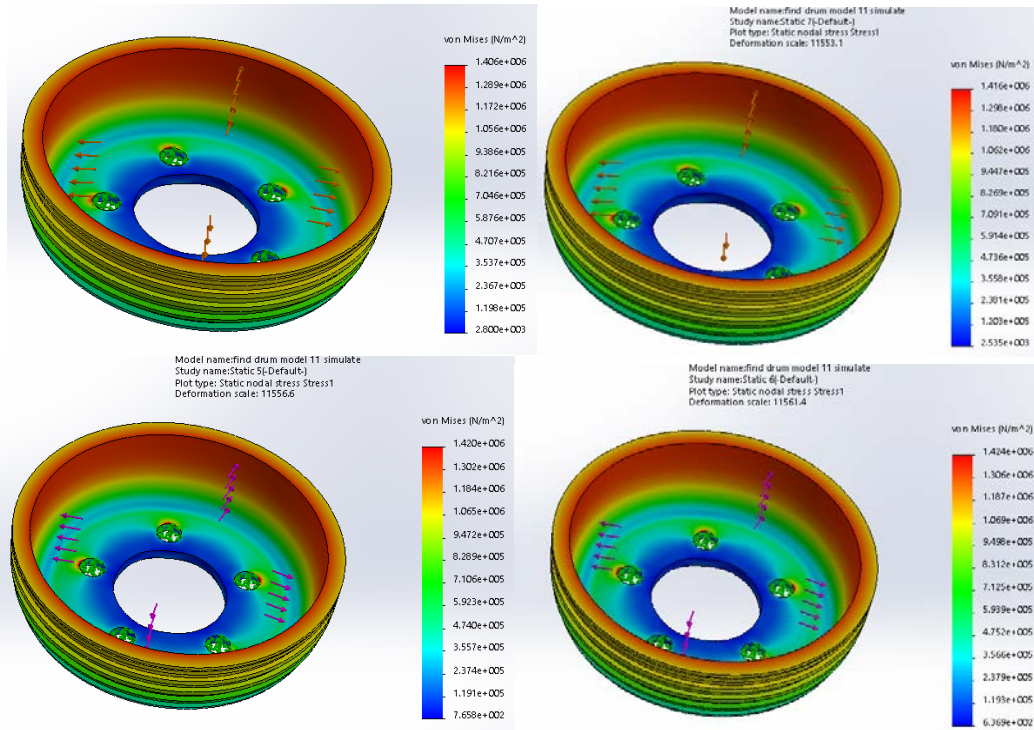 von Mises (N/m^2)
1.406e+006
1.289e+006
1.172e+006
1.056e+006
9.386e+005
8.216e+005
7.046e+005
5.876e+005
4.707e+005
3.537e+005
2.367e+005
1.198e+005
2.800e+003
Model name:find drum model 11 simulate
Study name:Static 7(-Default-)
Plot type: Static nodal stress Stress1
Deformation scale: 11553.1
von Mises (N/m^2)
1.416e+006
1.298e+006
1.180e+006
1.062e+006
9.447e+005
8.269e+005
7.091e+005
5.914e+005
4.736e+005
3.558e+005
2.381e+005
1.203e+005
2.535e+003
Model name:find drum model 11 simulate
Study name:Static 5(-Default-)
Plot type: Static nodal stress Stress1
Deformation scale: 11556.6
von Mises (N/m^2)
1.420e+006
1.302e+006
1.184e+006
1.065e+006
9.472e+005
8.289e+005
7.106e+005
5.923e+005
4.740e+005
3.557e+005
2.374e+005
1.191e+005
7.658e+002
Model name:find drum model 11 simulate
Study name:Static 6(-Default-)
Plot type: Static nodal stress Stress1
Deformation scale: 11561.4
von Mises (N/m^2)
1.424e+006
1.306e+006
1.187e+006
1.069e+006
9.498e+005
8.312e+005
7.125e+005
5.939e+005
4.752e+005
3.566e+005
2.379e+005
1.193e+005
6.369e+002